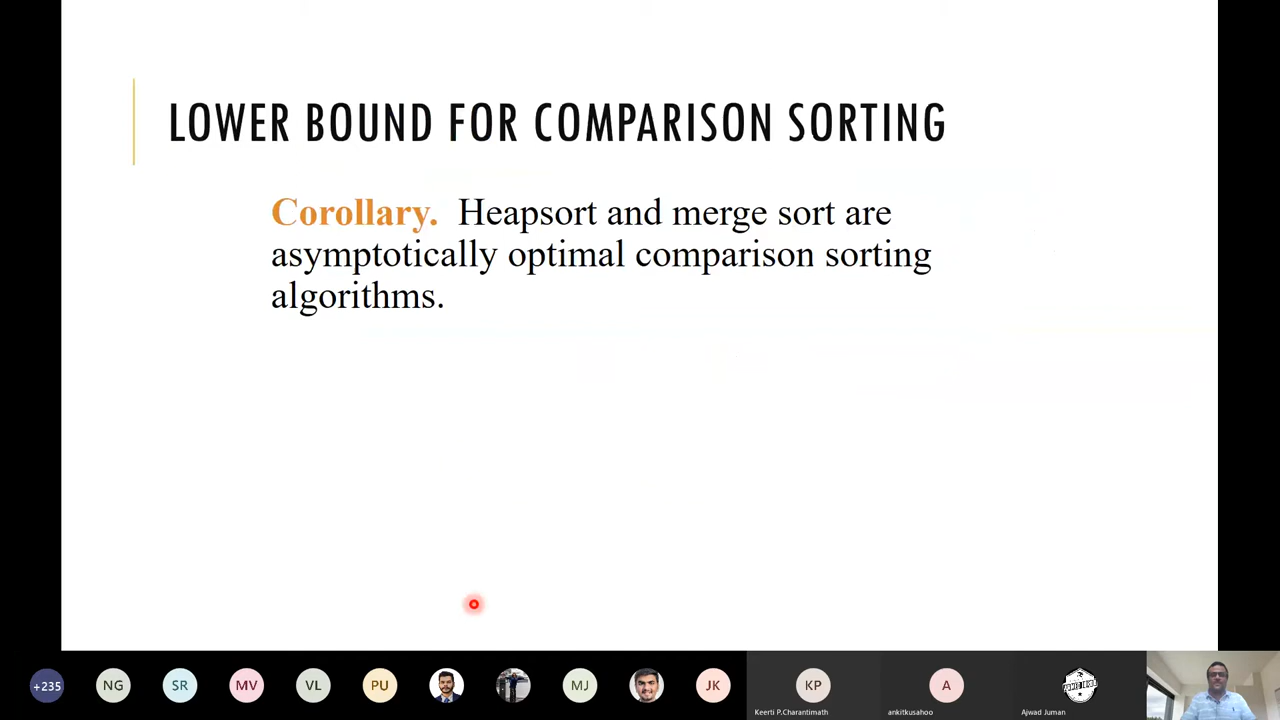 LOWER BOUND FOR COMPARISON SORTING
Corollary. Heapsort and merge sort are
asymptotically optimal comparison sorting
algorithms.
+235
NG
SR
MV
VL
PU
MJ
JK
KP
A
Keerti P.Charantimath
ankitkusahoo
Ajwad Juman